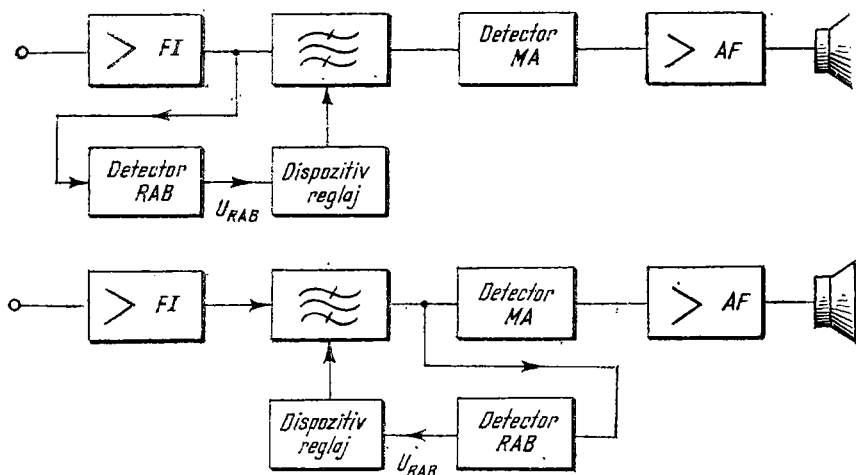 FI
Detector
MA
AF
Detector
RAB
U_RAB
Dispozitiv
reglaj
FI
Detector
MA
AF
Dispozitiv
reglaj
U_RAB
Detector
RAB